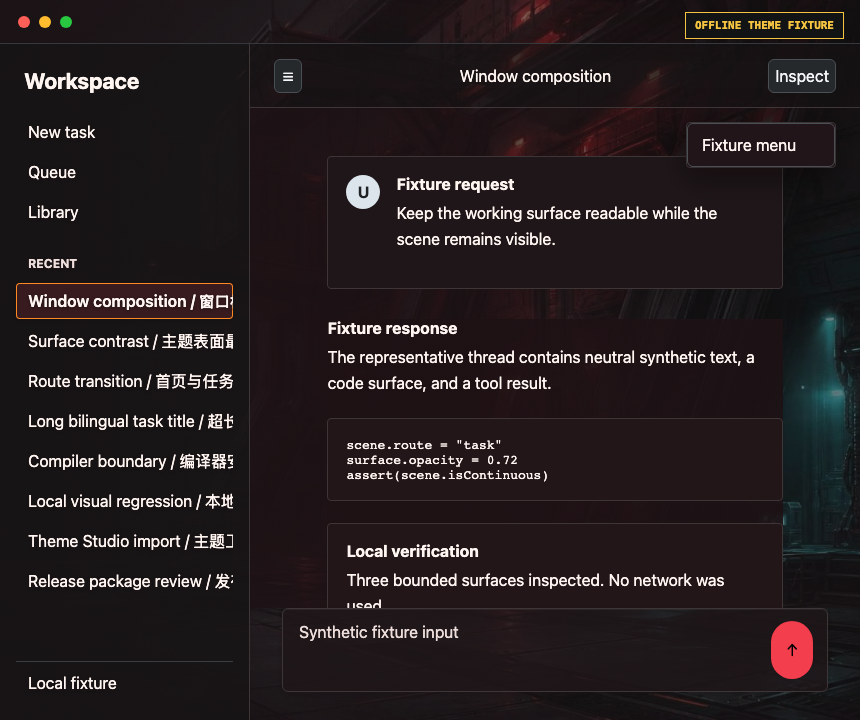 OFFLINE THEME FIXTURE
Workspace
New task
Queue
Library
RECENT
Window composition / 窗口
Surface contrast / 主题表面
Route transition / 首页与任务
Long bilingual task title / 超长
Compiler boundary / 编译器
Local visual regression / 本地
Theme Studio import / 主题
Release package review / 发
Local fixture
Window composition
Inspect
Fixture menu
U
Fixture request
Keep the working surface readable while the
scene remains visible.
Fixture response
The representative thread contains neutral synthetic text, a
code surface, and a tool result.
scene.route = "task"
surface.opacity = 0.72
assert(scene.isContinuous)
Local verification
Three bounded surfaces inspected. No network was
used
Synthetic fixture input